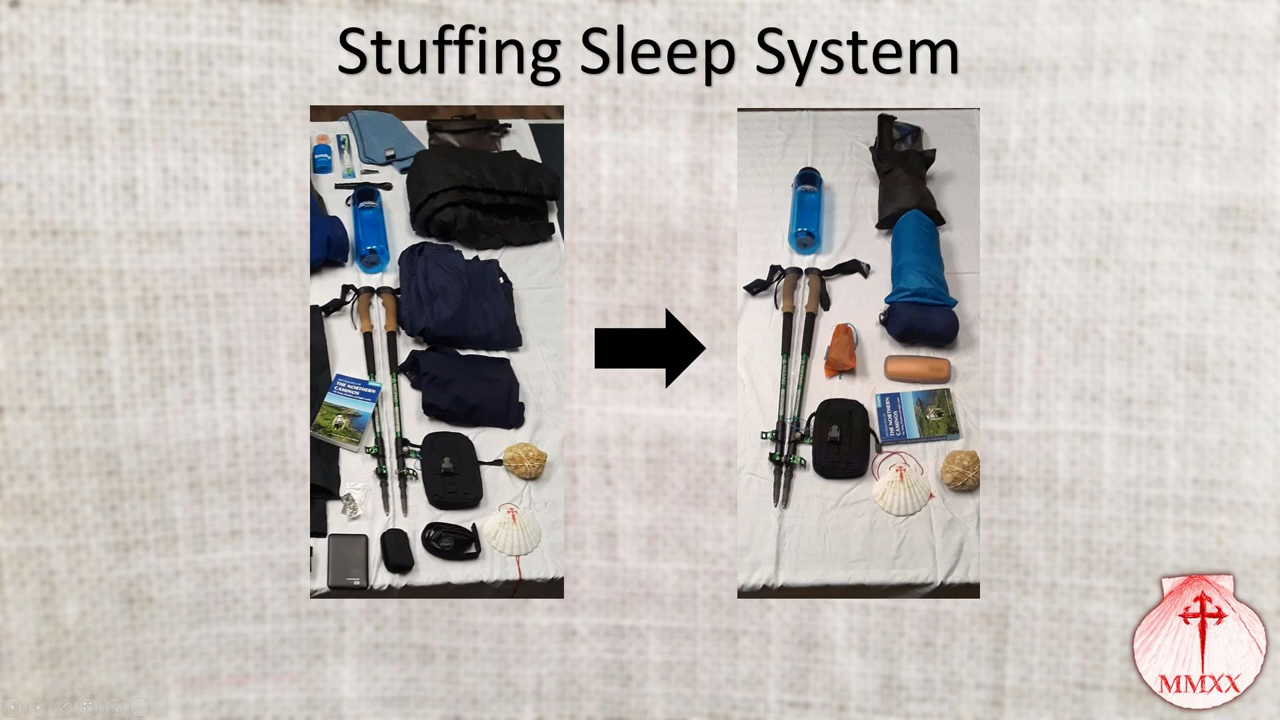 Stuffing Sleep System
THE NORTHERN
CAMINOS
THE NORTHERN
CAMINOS
MMXX